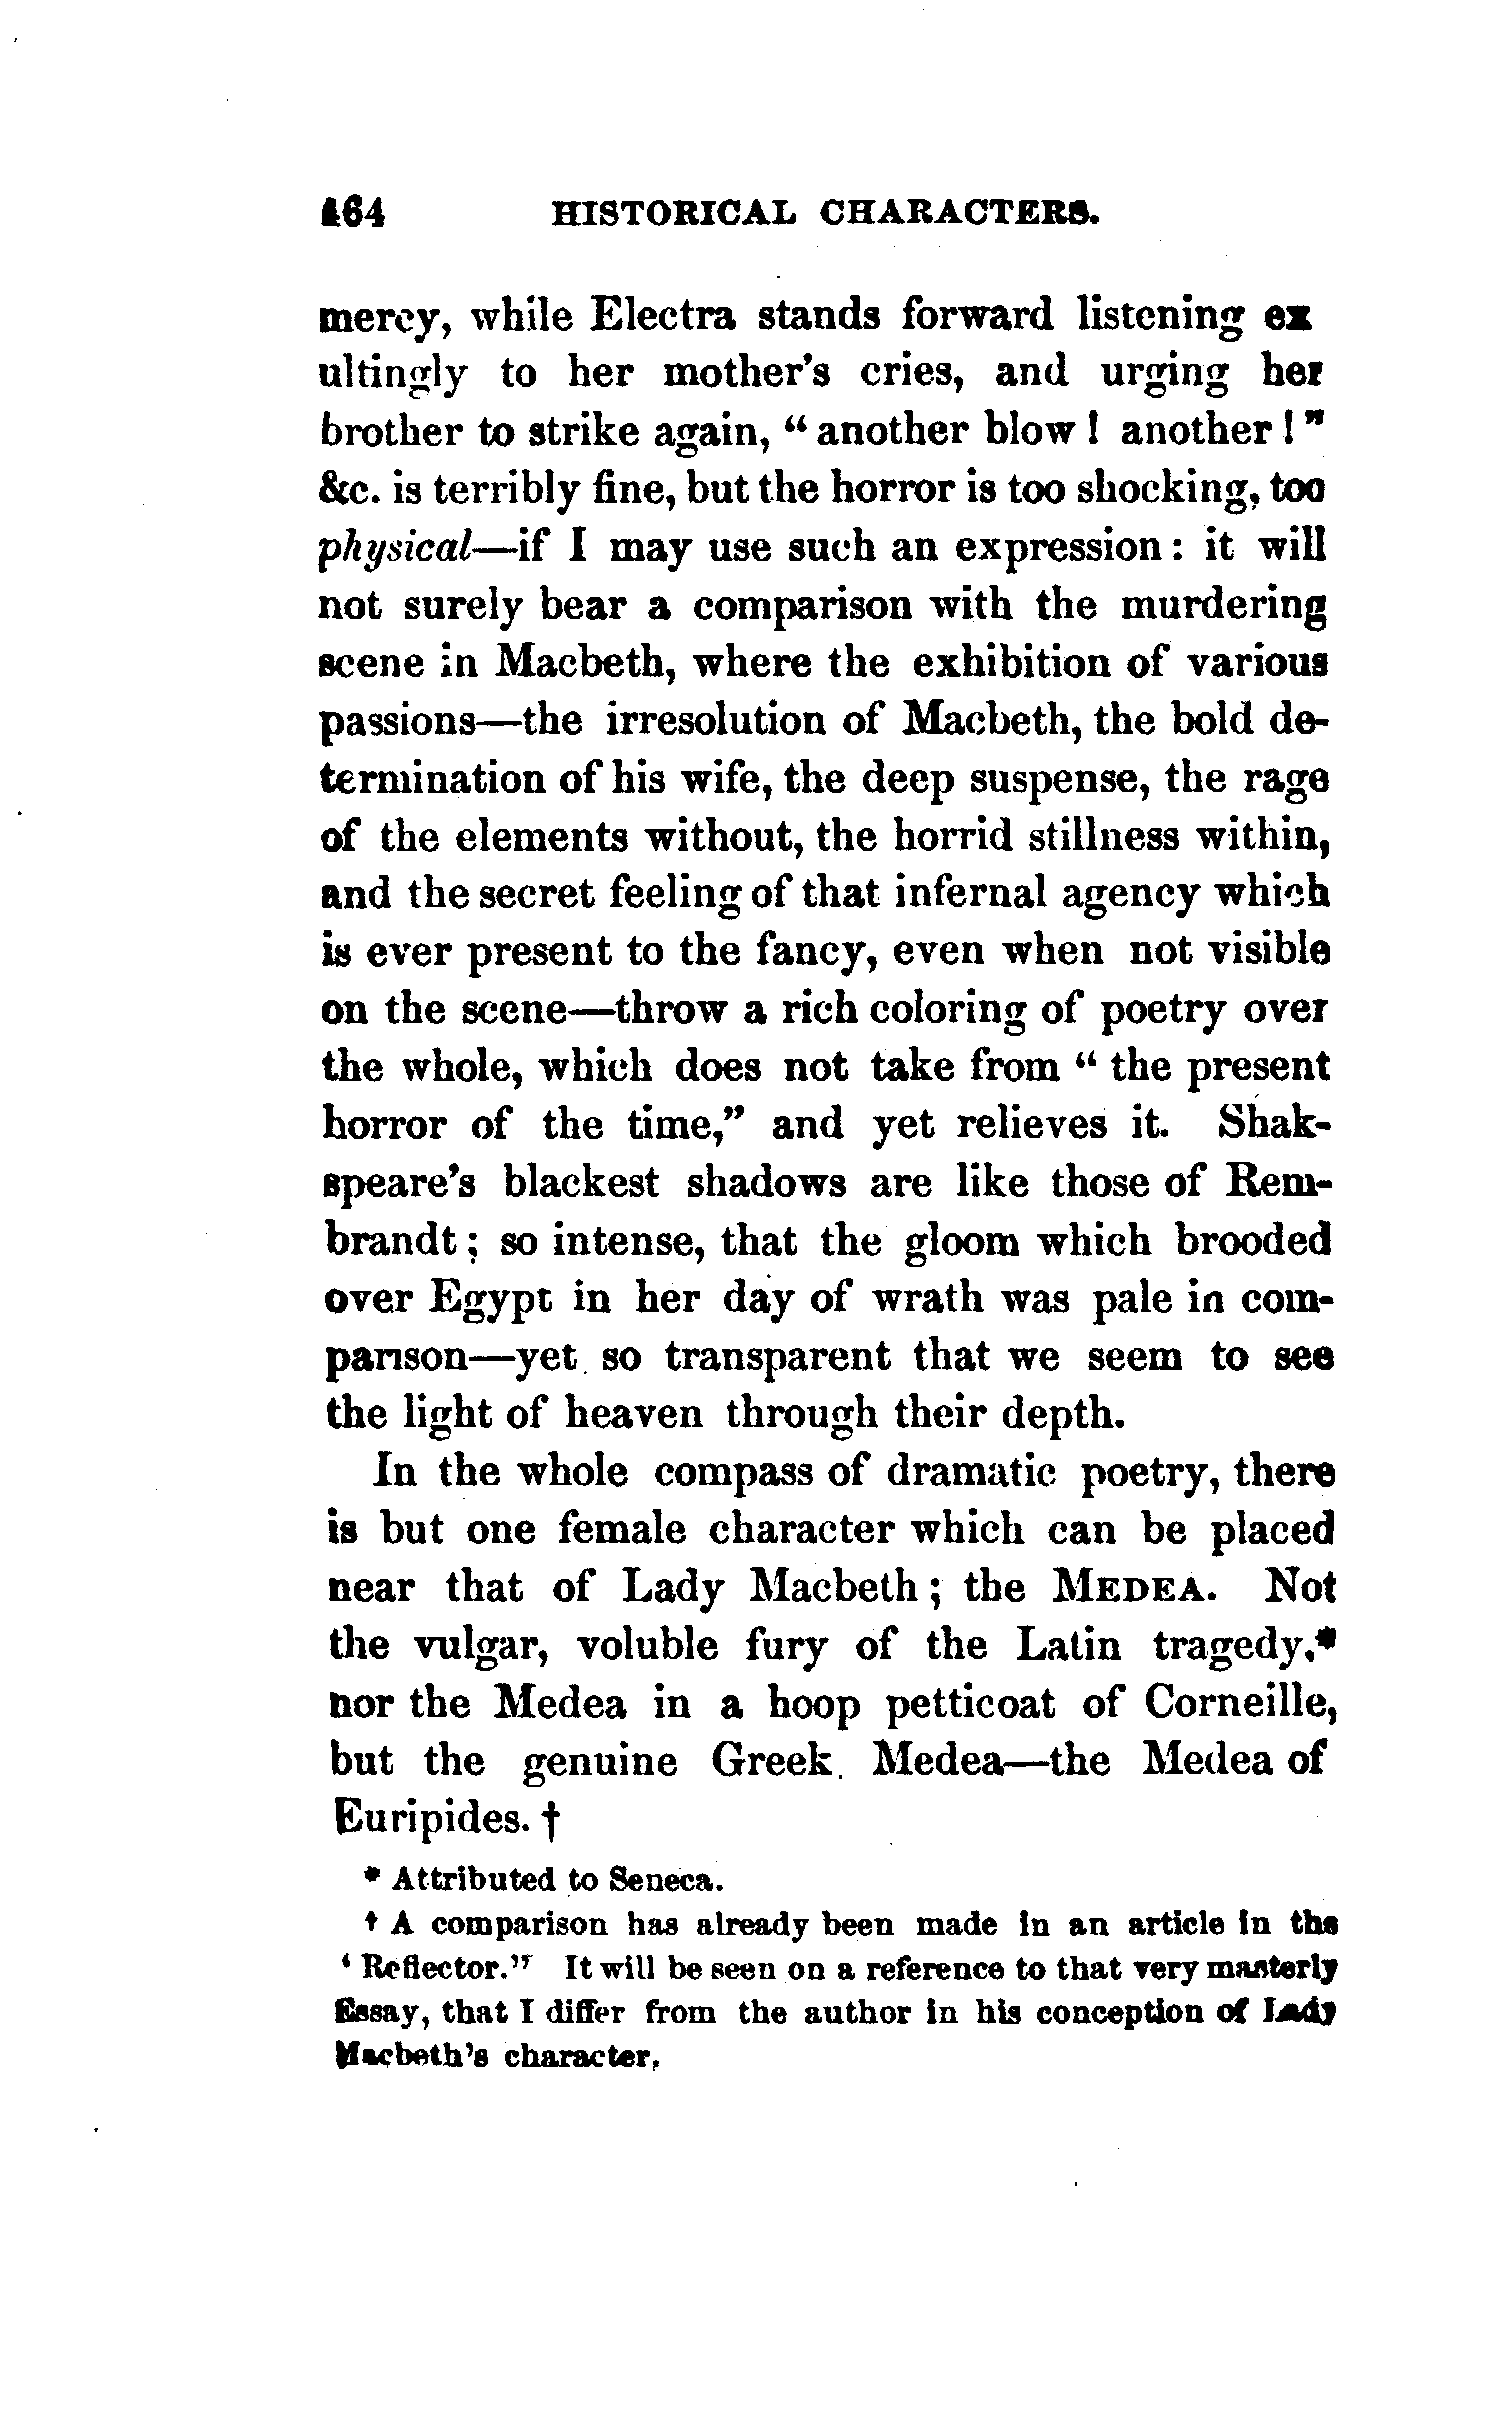 464 HISTORICAL CHARACTERS.
mercy, while Electra stands forward listening ex
ultingly to her mother's cries, and urging her
brother to strike again, “ another blow ! another ! ”
&c. is terribly fine, but the horror is too shocking, too
physical—if I may use such an expression : it will
not surely bear a comparison with the murdering
scene in Macbeth, where the exhibition of various
passions—the irresolution of Macbeth, the bold de-
termination of his wife, the deep suspense, the rage
of the elements without, the horrid stillness within,
and the secret feeling of that infernal agency which
is ever present to the fancy, even when not visible
on the scene—throw a rich coloring of poetry over
the whole, which does not take from “ the present
horror of the time,” and yet relieves it. Shak-
speare's blackest shadows are like those of Rem-
brandt ; so intense, that the gloom which brooded
over Egypt in her day of wrath was pale in com-
parison—yet so transparent that we seem to see
the light of heaven through their depth.
In the whole compass of dramatic poetry, there
is but one female character which can be placed
near that of Lady Macbeth ; the MEDEA. Not
the vulgar, voluble fury of the Latin tragedy,*
nor the Medea in a hoop petticoat of Corneille,
but the genuine Greek Medea—the Medea of
Euripides. †
* Attributed to Seneca.
† A comparison has already been made in an article in the
‘ Reflector.” It will be seen on a reference to that very masterly
Essay, that I differ from the author in his conception of Lady
Macbeth's character.